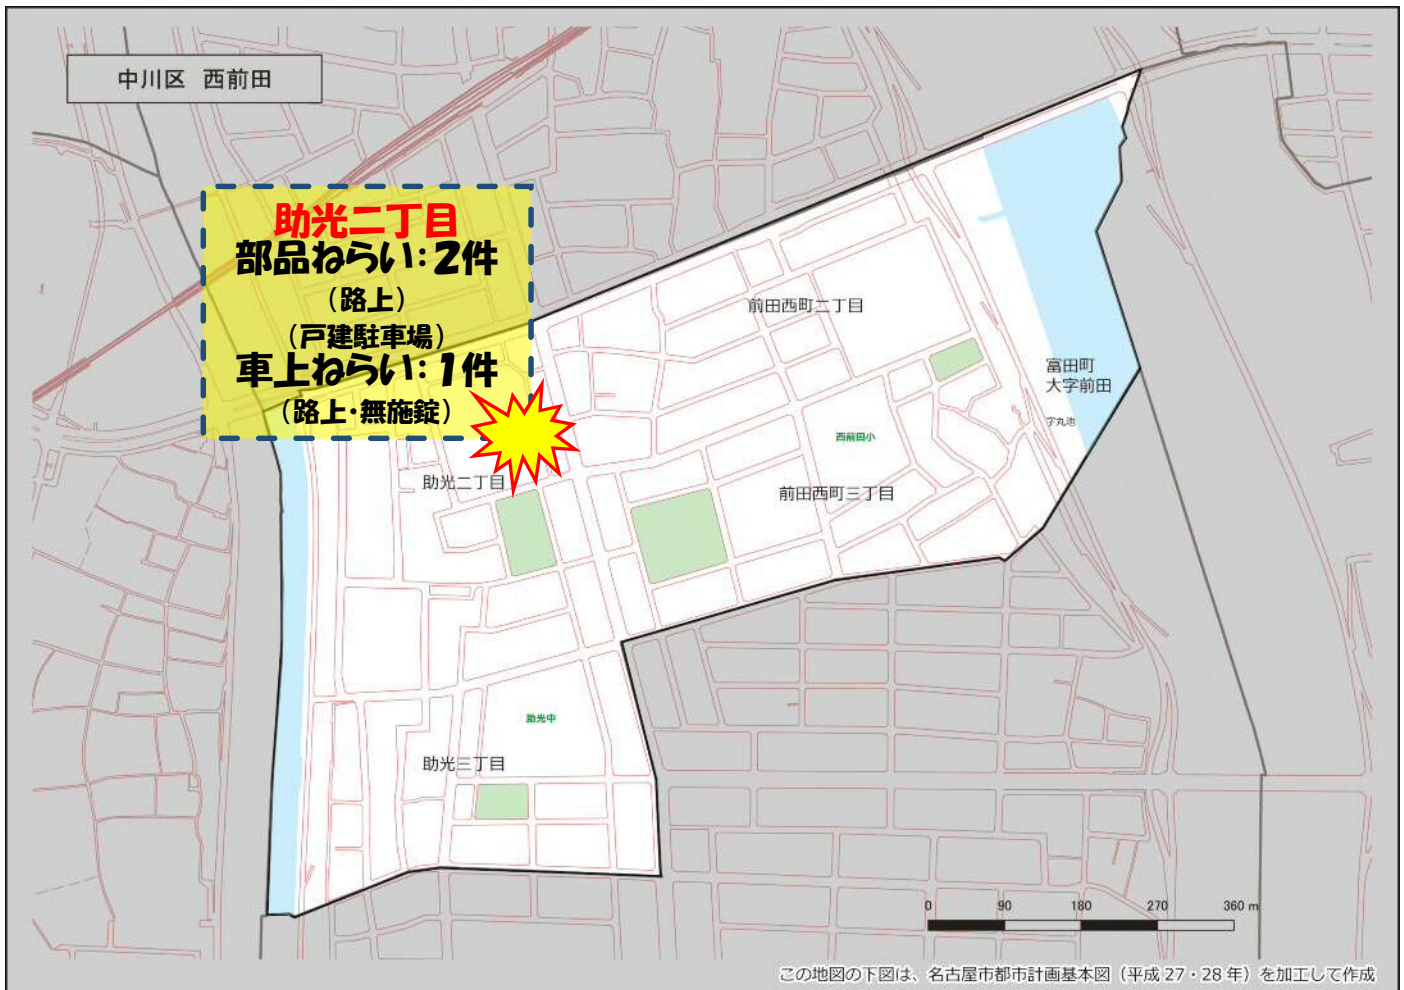 中川区 西前田
助光二丁目
部品ねらい：2件
（路上）
（戸建駐車場）
車上ねらい：1件
（路上・無施錠）
前田西町二丁目
富田町
大字前田
字丸池
西前田小
助光二丁目
前田西町三丁目
助光中
助光三丁目
0 90 180 270 360 m
この地図の下図は、名古屋市都市計画基本図（平成 27・28 年）を加工して作成